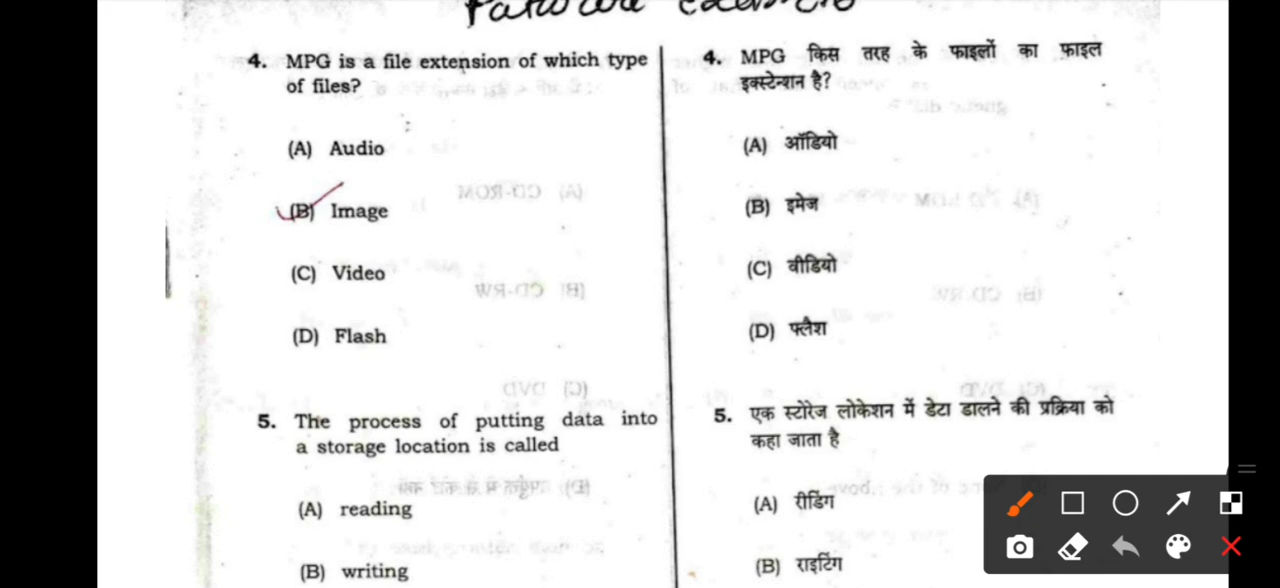 4. MPG is a file extension of which type
of files?
(A) Audio
(B) Image
(C) Video
(D) Flash
5. The process of putting data into
a storage location is called
(A) reading
(B) writing
4. MPG किस तरह के फाइलों का फाइल
इक्स्टेन्शन है?
(A) ऑडियो
(B) इमेज
(C) वीडियो
(D) फ्लैश
5. एक स्टोरेज लोकेशन में डेटा डालने की प्रक्रिया को
कहा जाता है
(A) रीडिंग
(B) राइटिंग